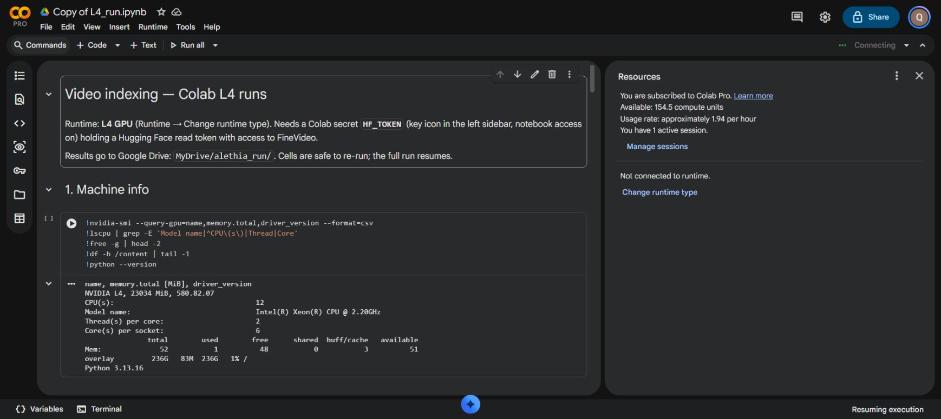 CO
PRO
Copy of L4_run.ipynb
File Edit View Insert Runtime Tools Help
Share
Q
Commands + Code + Text Run all
Connecting
Video indexing — Colab L4 runs
Runtime: L4 GPU (Runtime → Change runtime type). Needs a Colab secret HF_TOKEN (key icon in the left sidebar, notebook access
on) holding a Hugging Face read token with access to FineVideo.
Results go to Google Drive: MyDrive/alethia_run/. Cells are safe to re-run; the full run resumes.
1. Machine info
[ ]
!nvidia-smi --query-gpu=name,memory.total,driver_version --format=csv
!lscpu | grep -E 'Model name|^CPU\(s\)|Thread|Core'
!free -g | head -2
!df -h /content | tail -1
!python --version
name, memory.total [MiB], driver_version
NVIDIA L4, 23034 MiB, 580.82.07
CPU(s): 12
Model name: Intel(R) Xeon(R) CPU @ 2.20GHz
Thread(s) per core: 2
Core(s) per socket: 6
total used free shared buff/cache available
Mem: 52 1 48 0 3 51
overlay 236G 83M 236G 1% /
Python 3.13.16
Resources
You are subscribed to Colab Pro. Learn more
Available: 154.5 compute units
Usage rate: approximately 1.94 per hour
You have 1 active session.
Manage sessions
Not connected to runtime.
Change runtime type
Variables Terminal
Resuming execution